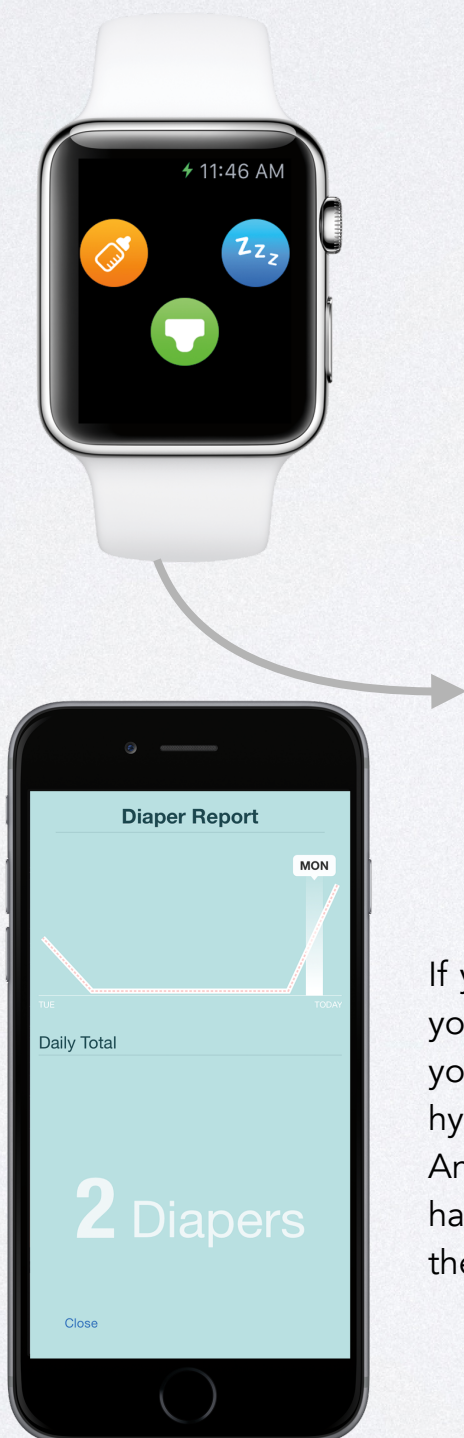 11:46 AM
zzz
Diaper Report
MON
TUE
TODAY
Daily Total
2 Diapers
Close
If y
yo
yo
hy
An
ha
the